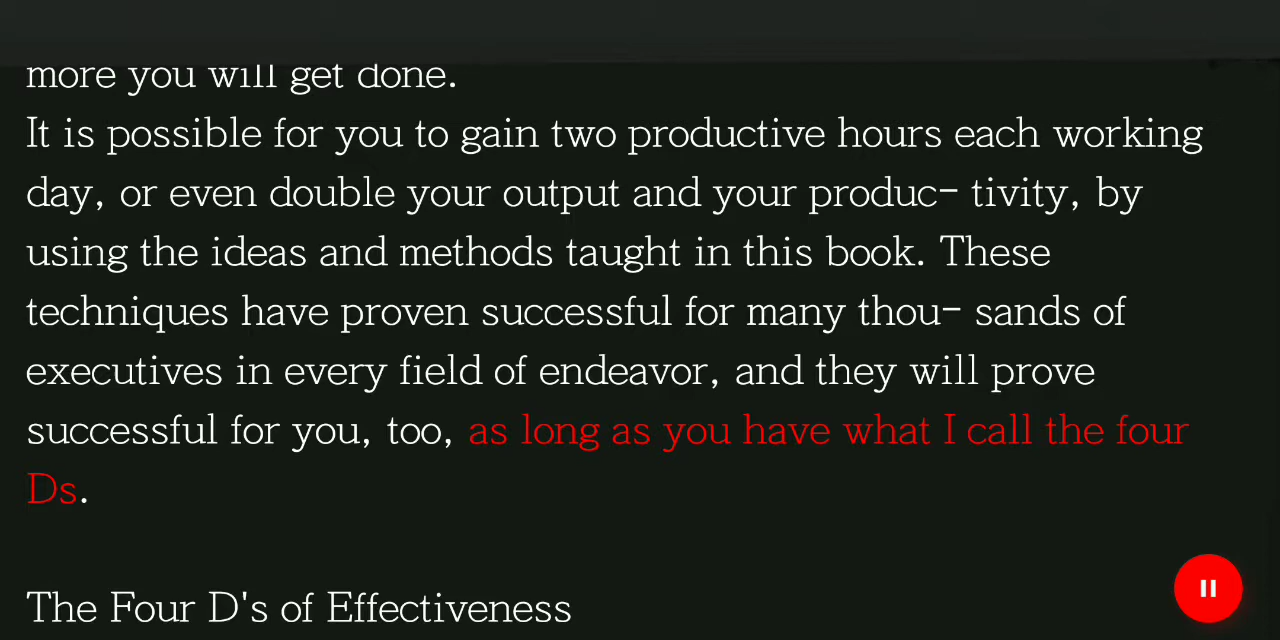 more you will get done.
It is possible for you to gain two productive hours each working
day, or even double your output and your produc- tivity, by
using the ideas and methods taught in this book. These
techniques have proven successful for many thou- sands of
executives in every field of endeavor, and they will prove
successful for you, too, as long as you have what I call the four
Ds.
The Four D's of Effectiveness